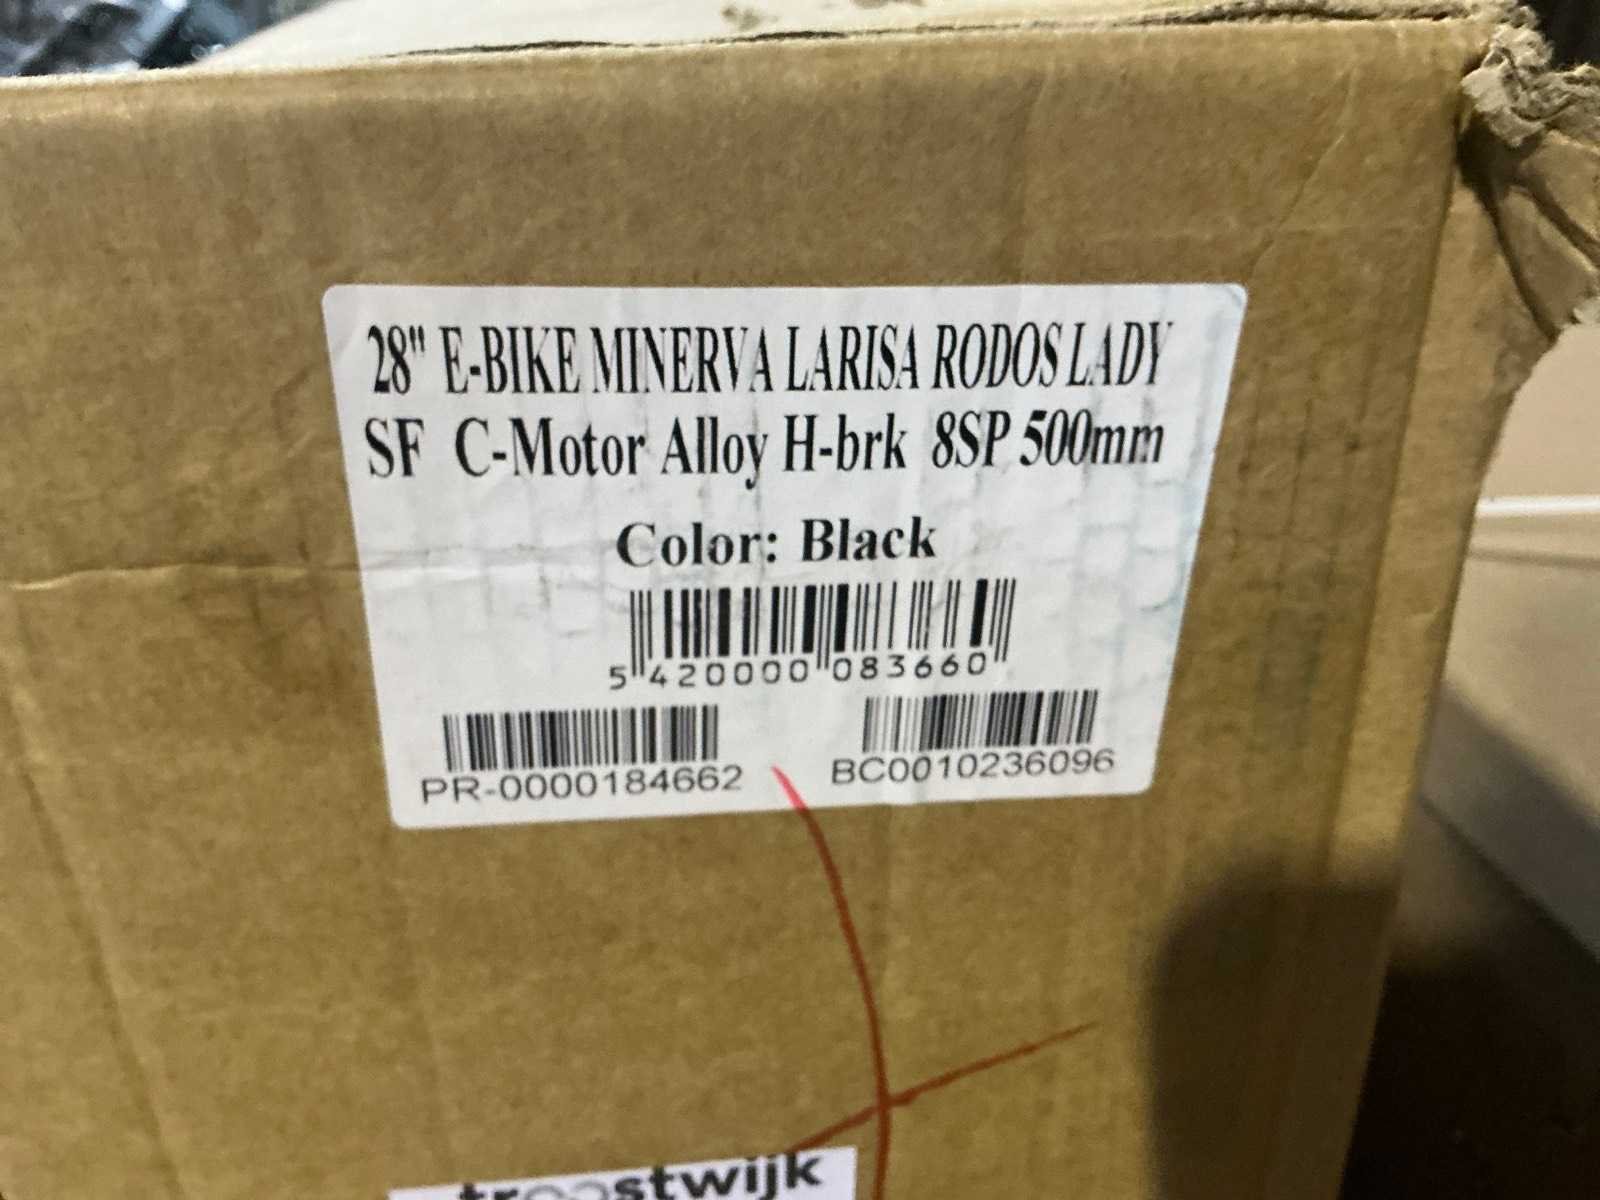 28" E-BIKE MINERVA LARISA RODOS LADY
SF C-Motor Alloy H-brk 8SP 500mm
Color: Black
5 420000 083660
PR-0000184662
BC0010236096
troostwijk